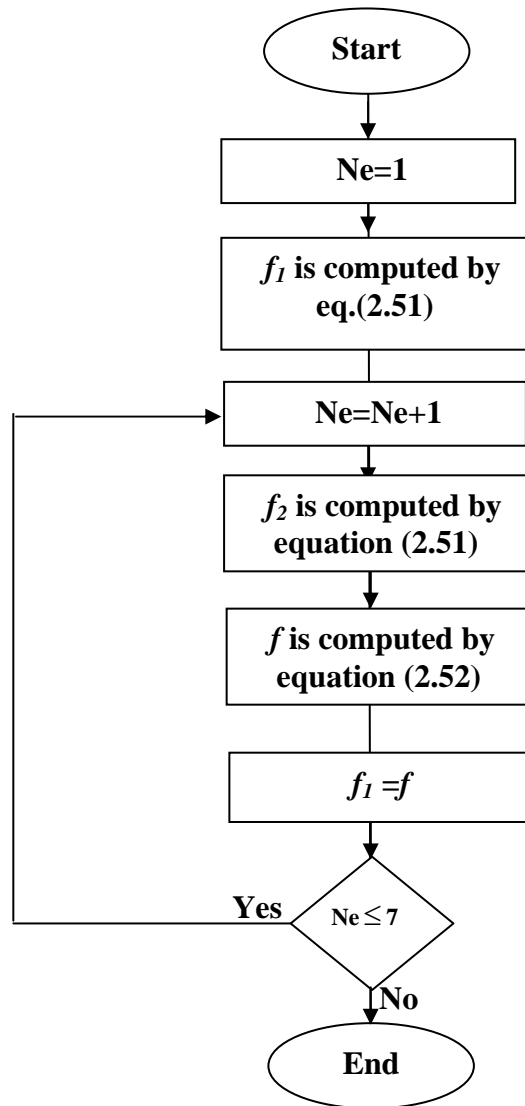 Start
Ne=1
f1 is computed by
eq.(2.51)
Ne=Ne+1
f2 is computed by
equation (2.51)
f is computed by
equation (2.52)
f1 =f
Yes
Ne ≤ 7
No
End